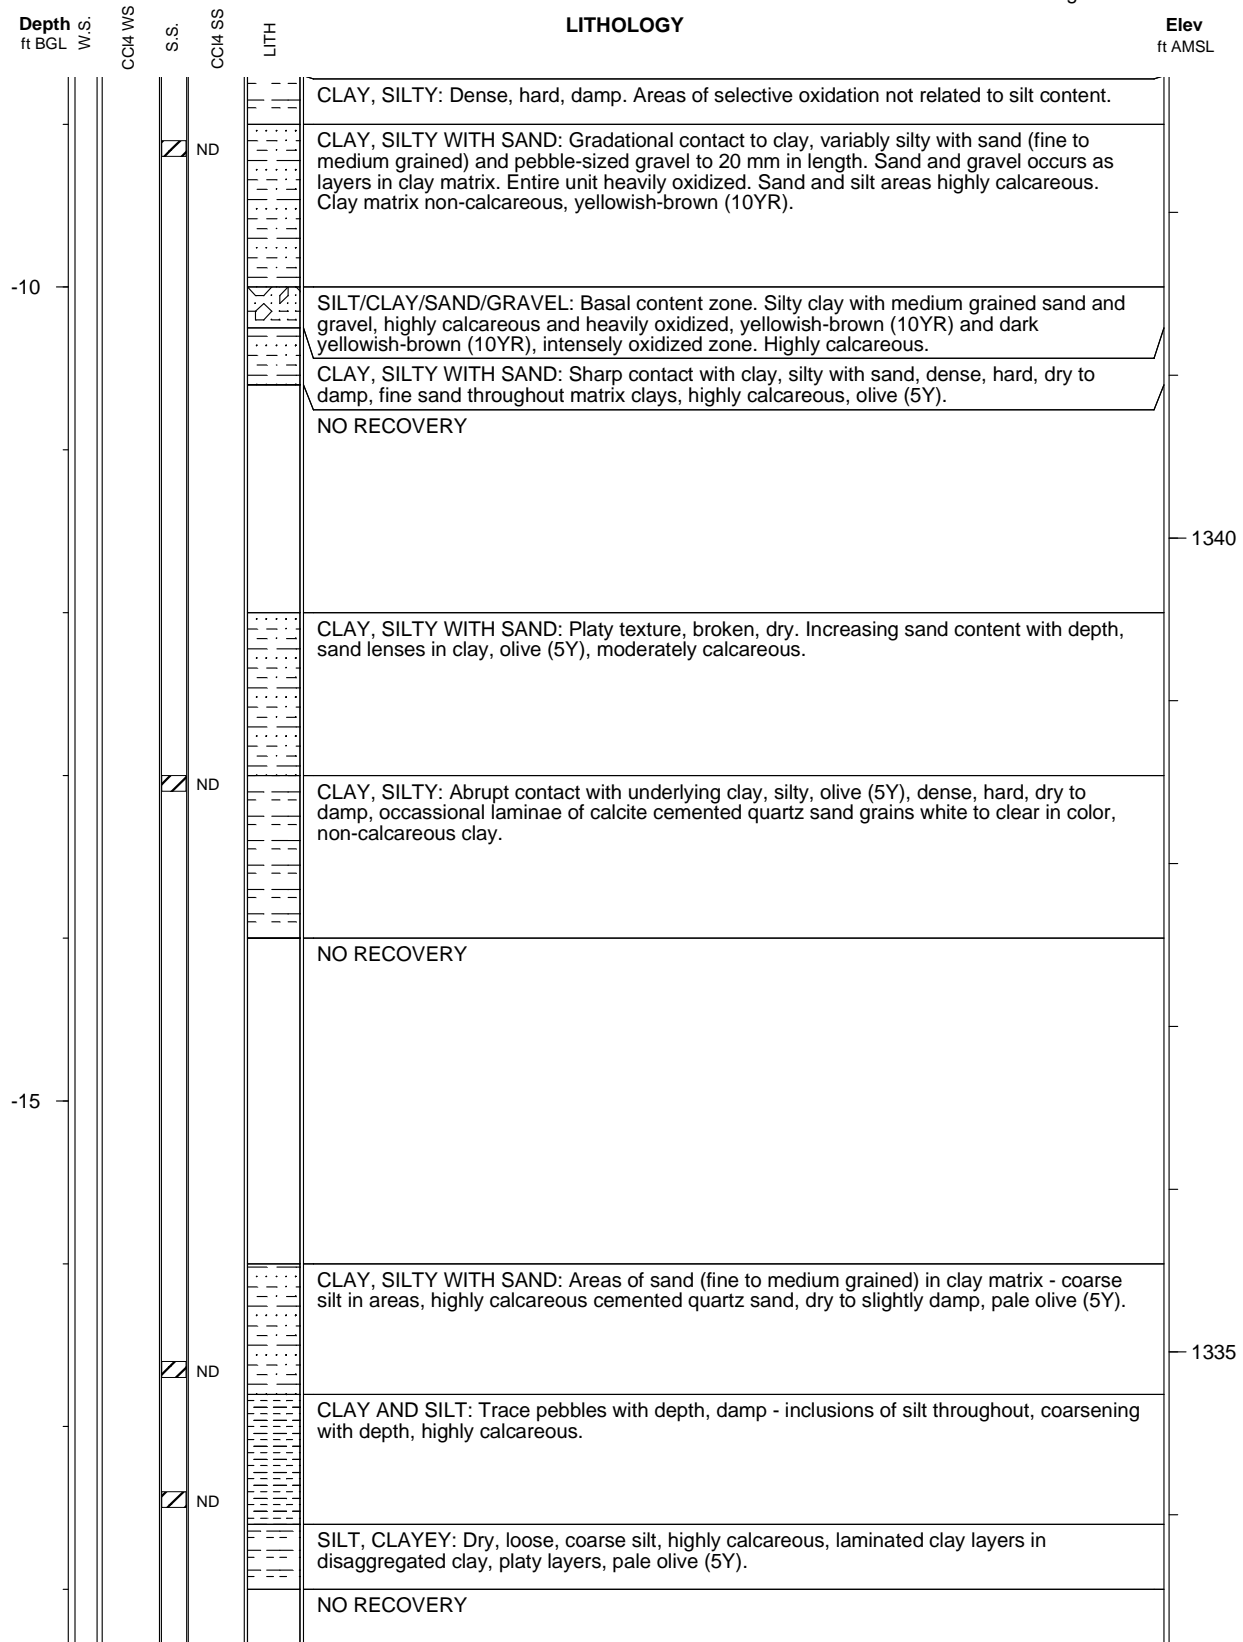 Depth
ft BGL
W.S.
CCl4 WS
S.S.
CCl4 SS
LITH
LITHOLOGY
Elev
ft AMSL
CLAY, SILTY: Dense, hard, damp. Areas of selective oxidation not related to silt content.
ND
CLAY, SILTY WITH SAND: Gradational contact to clay, variably silty with sand (fine to
medium grained) and pebble-sized gravel to 20 mm in length. Sand and gravel occurs as
layers in clay matrix. Entire unit heavily oxidized. Sand and silt areas highly calcareous.
Clay matrix non-calcareous, yellowish-brown (10YR).
-10
SILT/CLAY/SAND/GRAVEL: Basal content zone. Silty clay with medium grained sand and
gravel, highly calcareous and heavily oxidized, yellowish-brown (10YR) and dark
yellowish-brown (10YR), intensely oxidized zone. Highly calcareous.
CLAY, SILTY WITH SAND: Sharp contact with clay, silty with sand, dense, hard, dry to
damp, fine sand throughout matrix clays, highly calcareous, olive (5Y).
NO RECOVERY
1340
CLAY, SILTY WITH SAND: Platy texture, broken, dry. Increasing sand content with depth,
sand lenses in clay, olive (5Y), moderately calcareous.
ND
CLAY, SILTY: Abrupt contact with underlying clay, silty, olive (5Y), dense, hard, dry to
damp, occassional laminae of calcite cemented quartz sand grains white to clear in color,
non-calcareous clay.
NO RECOVERY
-15
CLAY, SILTY WITH SAND: Areas of sand (fine to medium grained) in clay matrix - coarse
silt in areas, highly calcareous cemented quartz sand, dry to slightly damp, pale olive (5Y).
1335
ND
CLAY AND SILT: Trace pebbles with depth, damp - inclusions of silt throughout, coarsening
with depth, highly calcareous.
ND
SILT, CLAYEY: Dry, loose, coarse silt, highly calcareous, laminated clay layers in
disaggregated clay, platy layers, pale olive (5Y).
NO RECOVERY